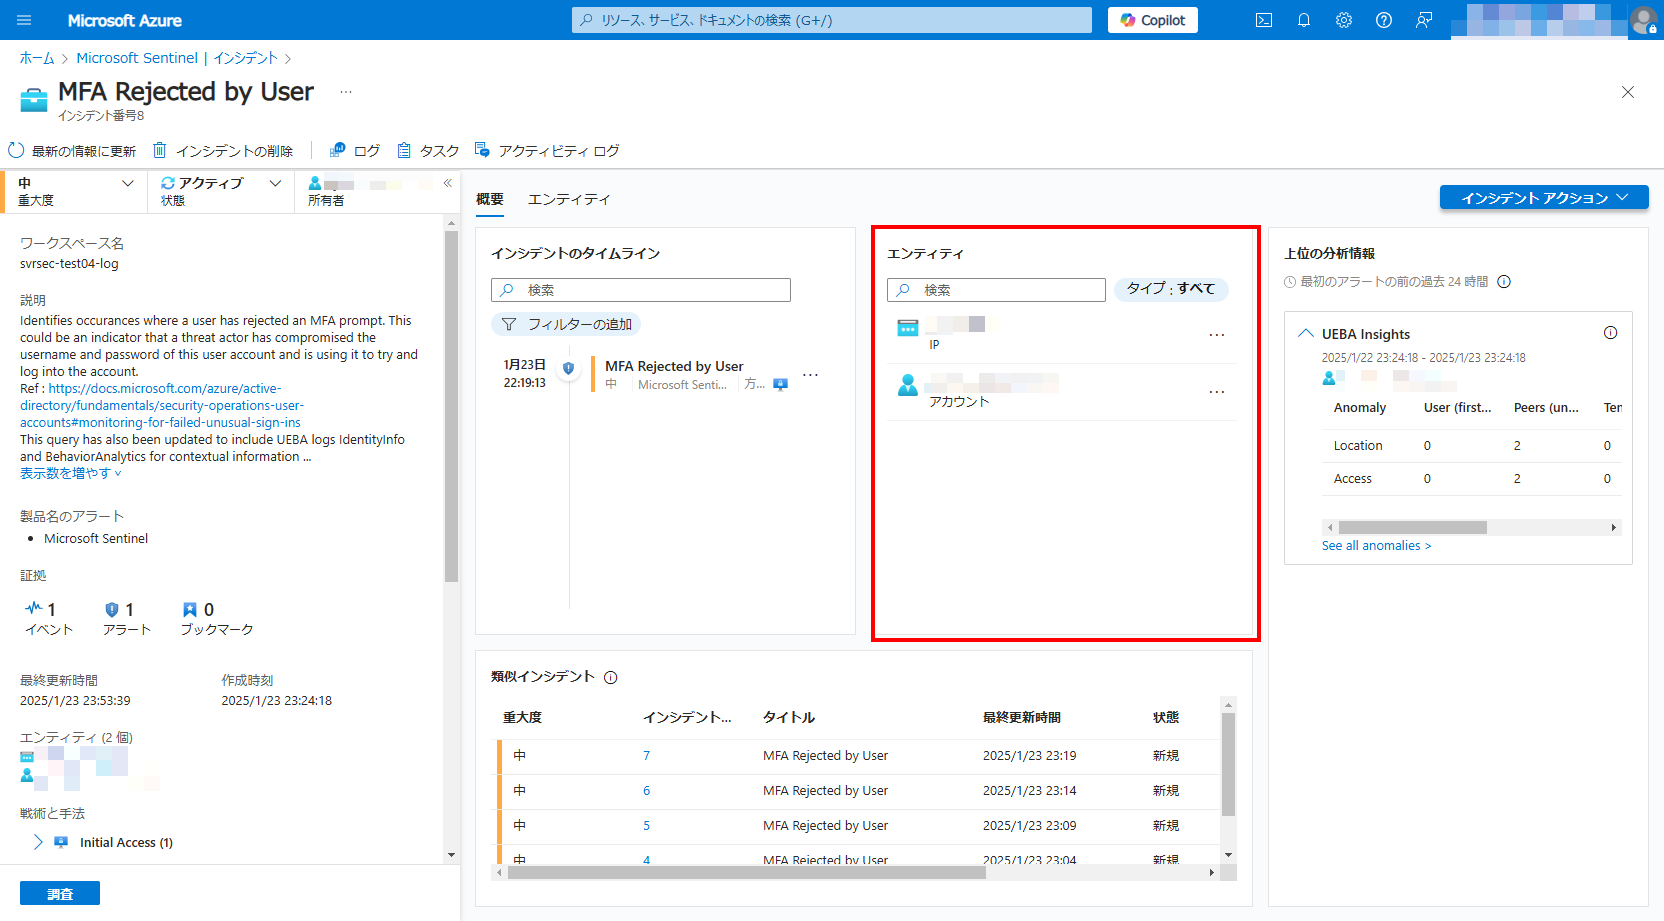 Microsoft Azure
リソース、サービス、ドキュメントの検索 (G+/)
Copilot
ホーム > Microsoft Sentinel | インシデント >
MFA Rejected by User ...
インシデント番号8
最新の情報に更新
インシデントの削除
ログ
タスク
アクティビティ ログ
中
重大度
アクティブ
状態
所有者
«
ワークスペース名
svrsec-test04-log
説明
Identifies occurances where a user has rejected an MFA prompt. This
could be an indicator that a threat actor has compromised the
username and password of this user account and is using it to try and
log into the account.
Ref : https://docs.microsoft.com/azure/active-
directory/fundamentals/security-operations-user-
accounts#monitoring-for-failed-unusual-sign-ins
This query has also been updated to include UEBA logs IdentityInfo
and BehaviorAnalytics for contextual information ...
表示数を増やす
製品名のアラート
• Microsoft Sentinel
証拠
1
イベント
1
アラート
0
ブックマーク
最終更新時間
2025/1/23 23:53:39
作成時刻
2025/1/23 23:24:18
エンティティ (2 個)
戦術と手法
Initial Access (1)
調査
概要
エンティティ
インシデント アクション
インシデントのタイムライン
検索
フィルターの追加
1月23日
22:19:13
MFA Rejected by User
中
Microsoft Senti...
方...
...
エンティティ
検索
タイプ : すべて
IP
...
アカウント
...
上位の分析情報
最初のアラートの前の過去 24 時間
UEBA Insights
2025/1/22 23:24:18 - 2025/1/23 23:24:18
Anomaly User (first... Peers (un... Ten
Location 0 2 0
Access 0 2 0
See all anomalies >
類似インシデント
重大度 インシデント... タイトル 最終更新時間 状態
中 7 MFA Rejected by User 2025/1/23 23:19 新規
中 6 MFA Rejected by User 2025/1/23 23:14 新規
中 5 MFA Rejected by User 2025/1/23 23:09 新規
中 4 MFA Rejected by User 2025/1/23 23:04 新規